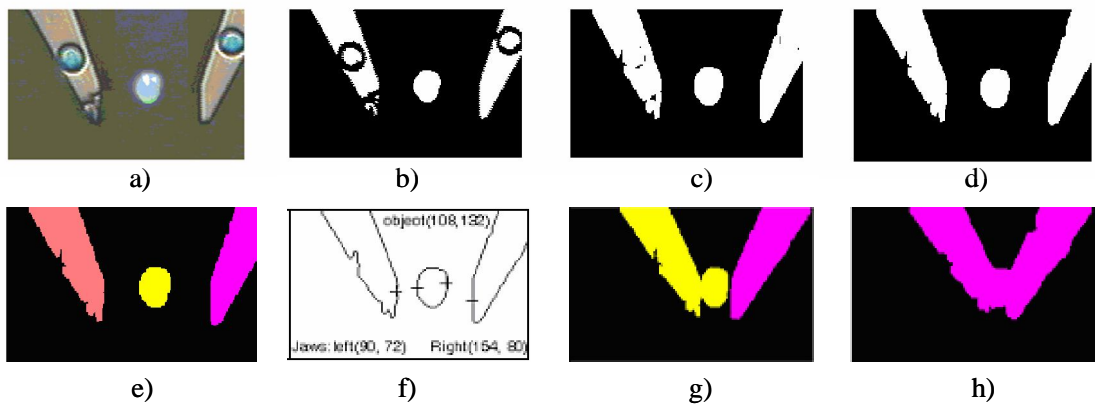 a)
b)
c)
d)
object(108,132)
Jaws: left(90, 72) Right(154, 80)
e)
f)
g)
h)